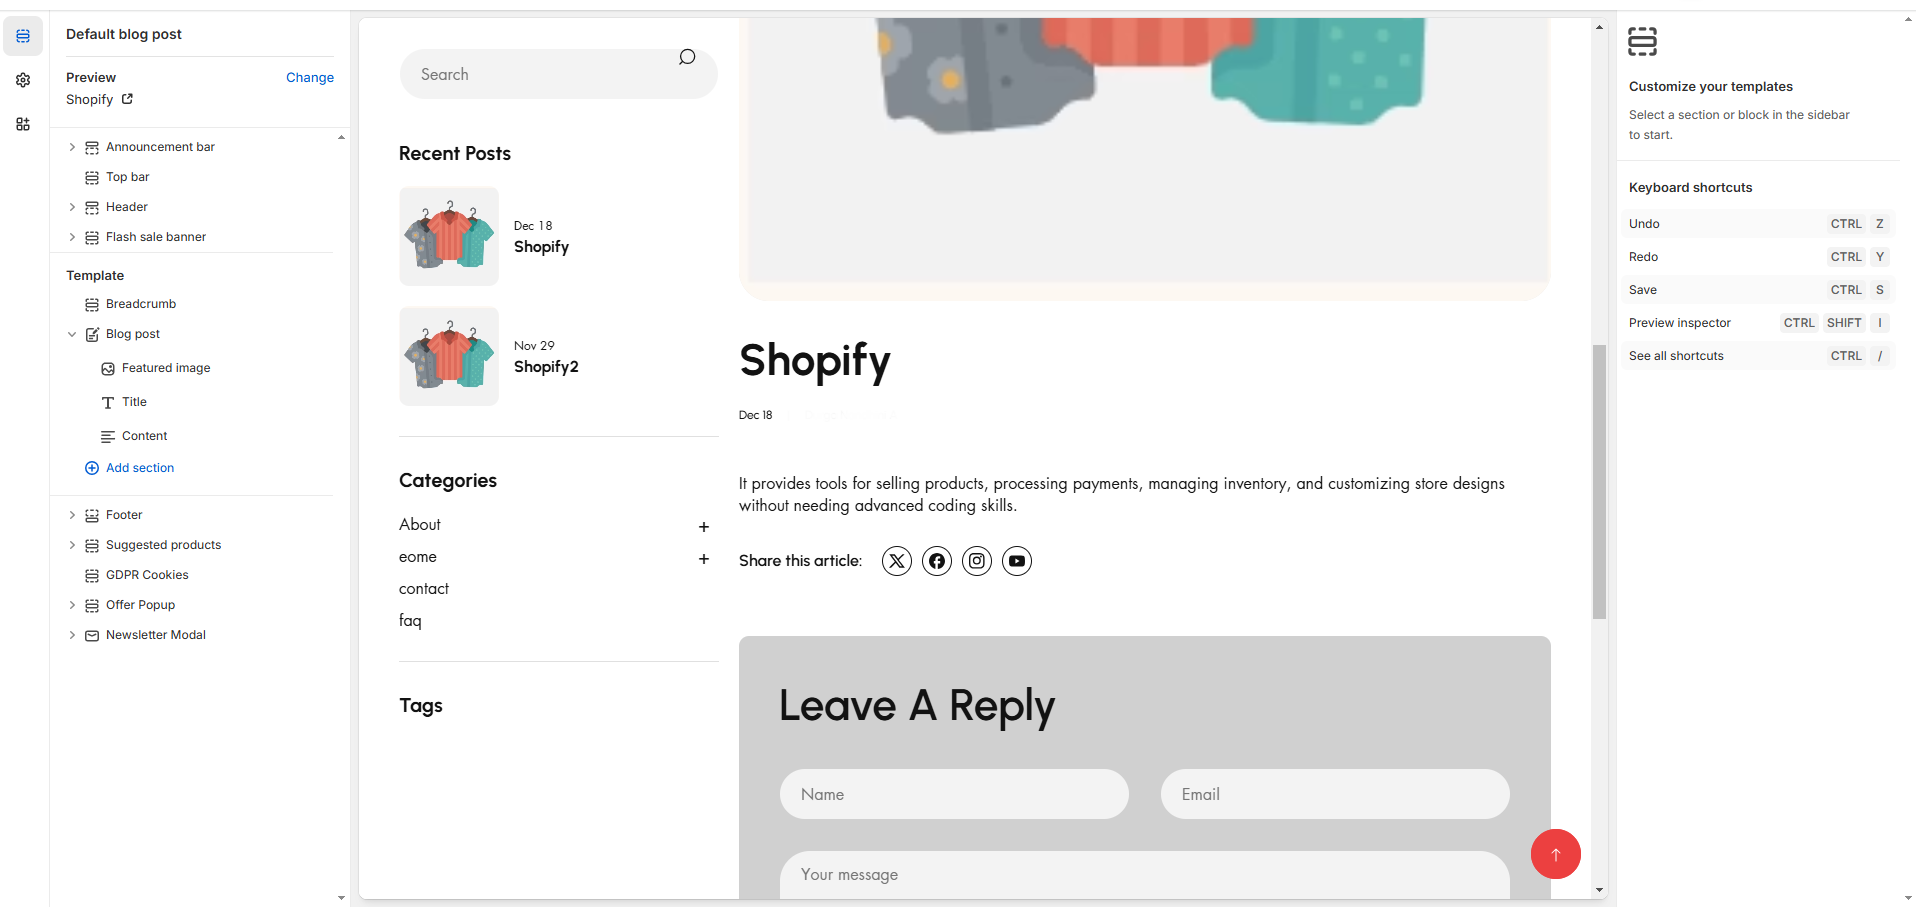 Default blog post
Preview
Change
Shopify
Announcement bar
Top bar
Header
Flash sale banner
Template
Breadcrumb
Blog post
Featured image
Title
Content
Add section
Footer
Suggested products
GDPR Cookies
Offer Popup
Newsletter Modal
Search
Recent Posts
Dec 18
Shopify
Nov 29
Shopify2
Categories
About
eome
contact
faq
Tags
Shopify
Dec 18
It provides tools for selling products, processing payments, managing inventory, and customizing store designs
without needing advanced coding skills.
Share this article:
Leave A Reply
Name
Email
Your message
Customize your templates
Select a section or block in the sidebar
to start.
Keyboard shortcuts
Undo CTRL Z
Redo CTRL Y
Save CTRL S
Preview inspector CTRL SHIFT I
See all shortcuts CTRL /